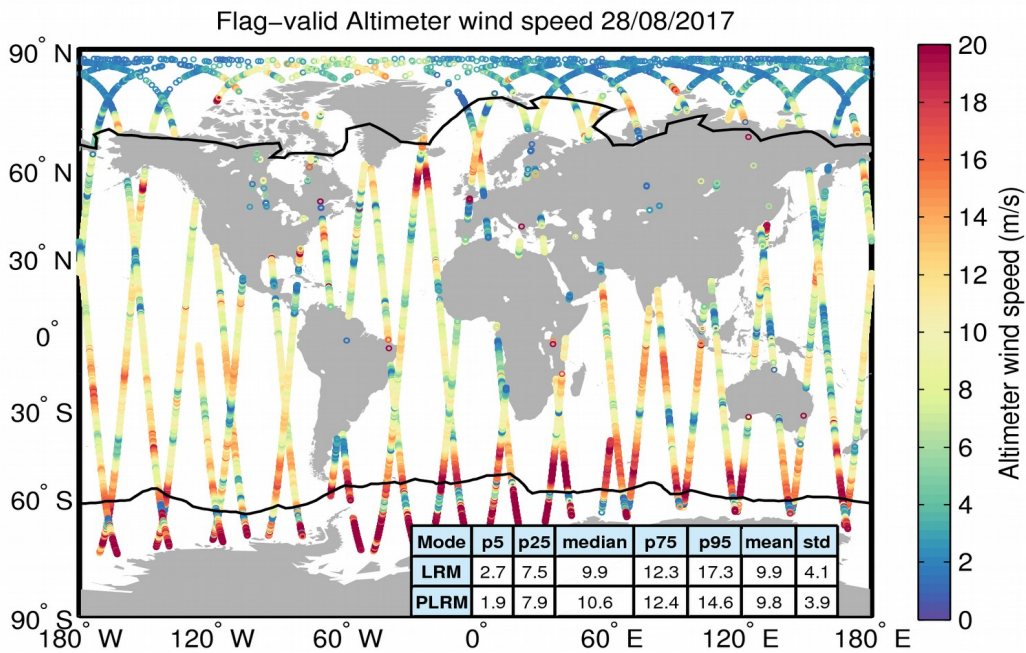 Flag-valid Altimeter wind speed 28/08/2017
90° N
60° N
30° N
0°
30° S
60° S
90° S
180° W
120° W
60° W
0°
60° E
120° E
180° E
Mode p5 p25 median p75 p95 mean std
LRM 2.7 7.5 9.9 12.3 17.3 9.9 4.1
PLRM 1.9 7.9 10.6 12.4 14.6 9.8 3.9
20
18
16
14
12
10
8
6
4
2
0
Altimeter wind speed (m/s)